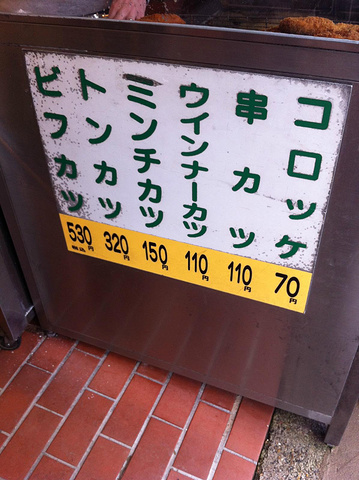 コロッケ
70円
串カツ
110円
ウインナーカツ
110円
ミンチカツ
150円
トンカツ
320円
ビフカツ
530円
税込